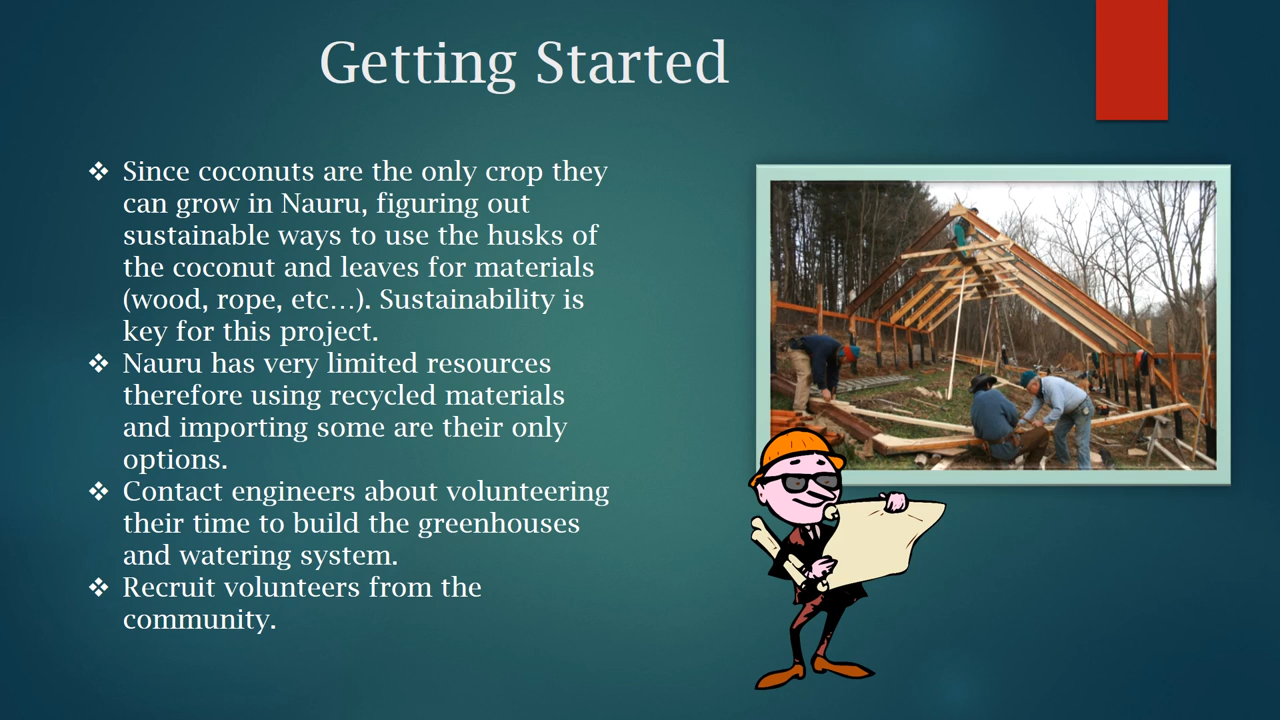 Getting Started
❖ Since coconuts are the only crop they
can grow in Nauru, figuring out
sustainable ways to use the husks of
the coconut and leaves for materials
(wood, rope, etc…). Sustainability is
key for this project.
❖ Nauru has very limited resources
therefore using recycled materials
and importing some are their only
options.
❖ Contact engineers about volunteering
their time to build the greenhouses
and watering system.
❖ Recruit volunteers from the
community.